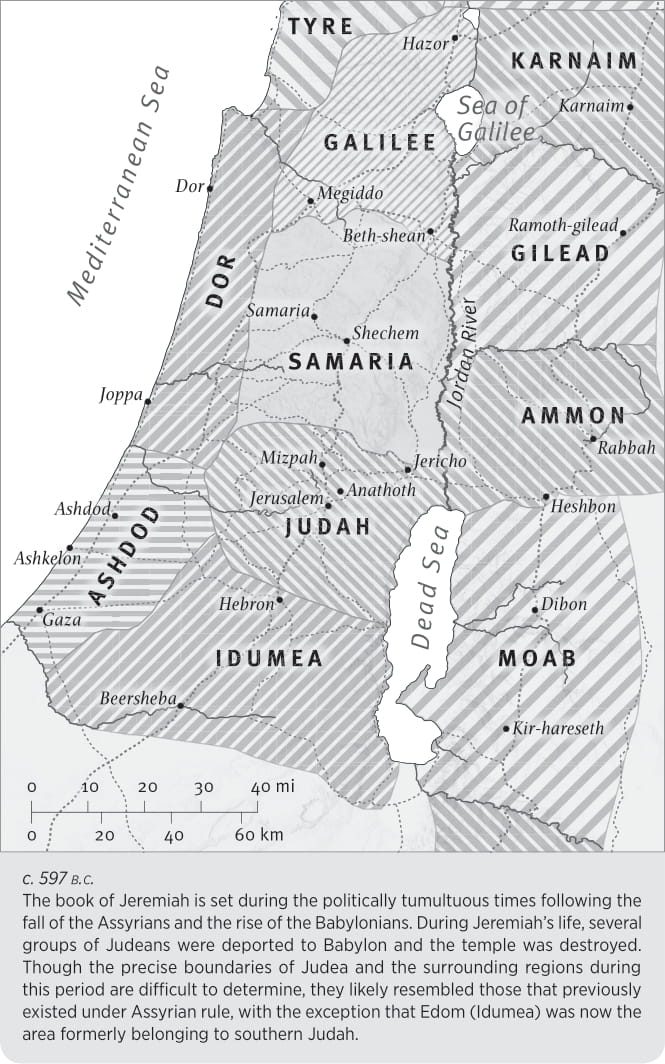 TYRE
Hazor
KARNAIM
Karnaim
Sea of
Galilee
Mediterranean Sea
GALILEE
Dor
Megiddo
Beth-shean
Ramoth-gilead
GILEAD
DOR
Samaria
Shechem
SAMARIA
Jordan River
Joppa
AMMON
Rabbah
Mizpah
Jericho
Anathoth
Jerusalem
JUDAH
Heshbon
Ashdod
ASHDOD
Ashkelon
Gaza
Hebron
Dead Sea
Dibon
IDUMEA
MOAB
Beersheba
Kir-hareseth
0 10 20 30 40 mi
0 20 40 60 km
c. 597 B.C.
The book of Jeremiah is set during the politically tumultuous times following the
fall of the Assyrians and the rise of the Babylonians. During Jeremiah’s life, several
groups of Judeans were deported to Babylon and the temple was destroyed.
Though the precise boundaries of Judea and the surrounding regions during
this period are difficult to determine, they likely resembled those that previously
existed under Assyrian rule, with the exception that Edom (Idumea) was now the
area formerly belonging to southern Judah.